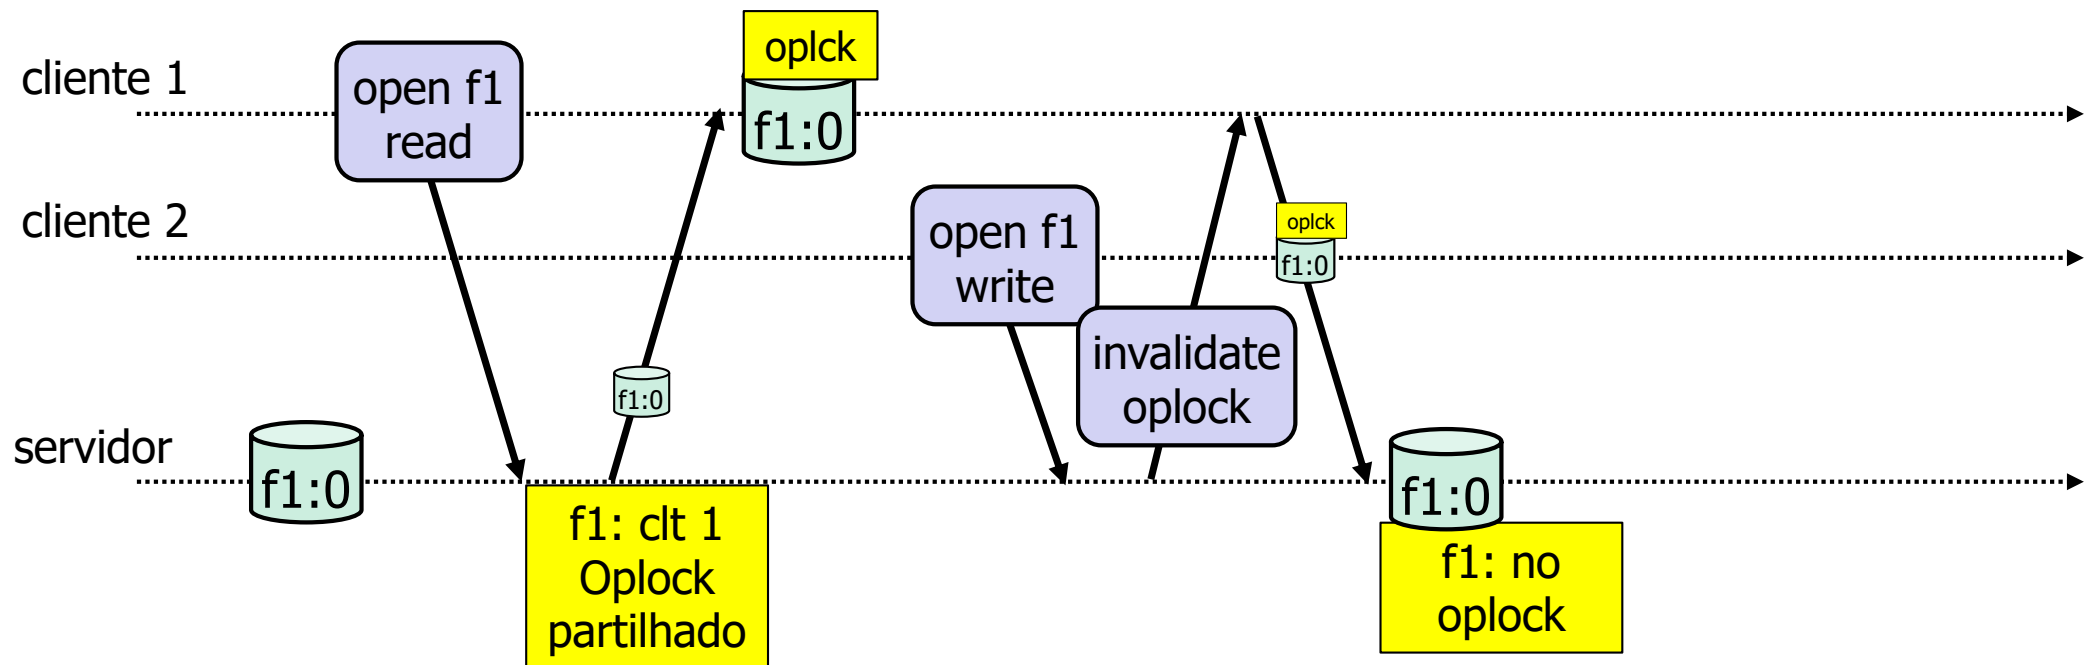 oplck
cliente 1
open f1
read
f1:0
cliente 2
open f1
write
oplck
f1:0
invalidate
oplock
f1:0
servidor
f1:0
f1:0
f1: clt 1
Oplock
partilhado
f1: no
oplock